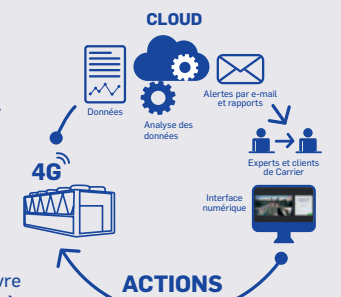 CLOUD
Données
Analyse des
données
Alertes par e-mail
et rapports
Experts et clients
de Carrier
4G
Interface
numérique
ACTIONS